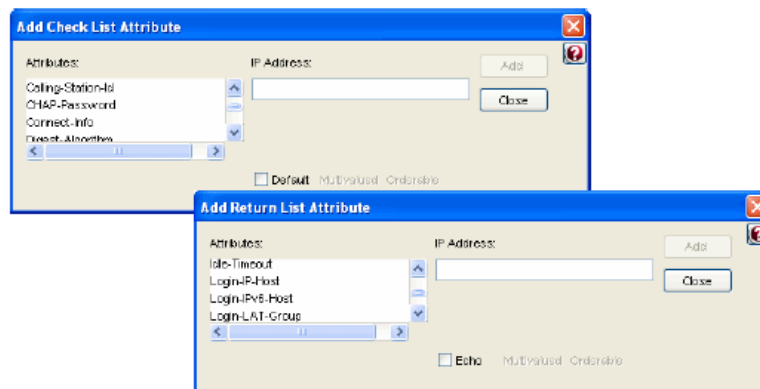 Add Check List Attribute
Attributes:
IP Address:
Add
Calling-Station-Id
CHAP-Password
Close
Connect-Info
Digest-Algorithm
Default Multivalued Orderable
Add Return List Attribute
Attributes:
IP Address:
Add
Idle-Timeout
Login-IP-Host
Close
Login-IPv6-Host
Login-LAT-Group
Echo Multivalued Orderable